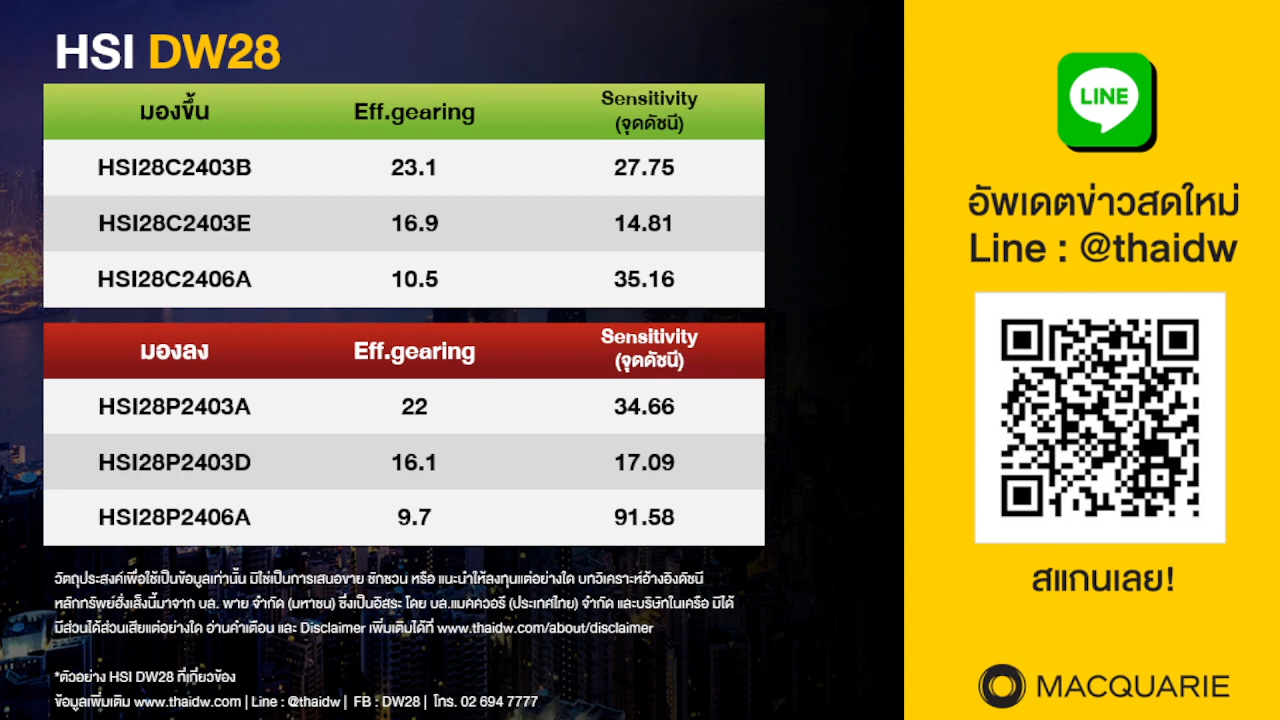 HSI DW28
มองขึ้น Eff.gearing Sensitivity (จุดดัชนี)
HSI28C2403B 23.1 27.75
HSI28C2403E 16.9 14.81
HSI28C2406A 10.5 35.16
มองลง Eff.gearing Sensitivity (จุดดัชนี)
HSI28P2403A 22 34.66
HSI28P2403D 16.1 17.09
HSI28P2406A 9.7 91.58
วัตถุประสงค์เพื่อใช้เป็นข้อมูลเท่านั้น มิใช่เป็นการเสนอขาย ชักชวน หรือ แนะนำให้ลงทุนแต่อย่างใด บทวิเคราะห์อ้างอิงดัชนี
หลักทรัพย์ฮั่งเส็งนี้มาจาก บล. พาย จำกัด (มหาชน) ซึ่งเป็นอิสระ โดย บล.แมคควอรี (ประเทศไทย) จำกัด และบริษัทในเครือ มิได้
มีส่วนได้ส่วนเสียแต่อย่างใด อ่านคำเตือน และ Disclaimer เพิ่มเติมได้ที่ www.thaidw.com/about/disclaimer
*ตัวอย่าง HSI DW28 ที่เกี่ยวข้อง
ข้อมูลเพิ่มเติม www.thaidw.com | Line : @thaidw | FB : DW28 | โทร. 02 694 7777
LINE
อัพเดตข่าวสดใหม่
Line : @thaidw
สแกนเลย!
MACQUARIE